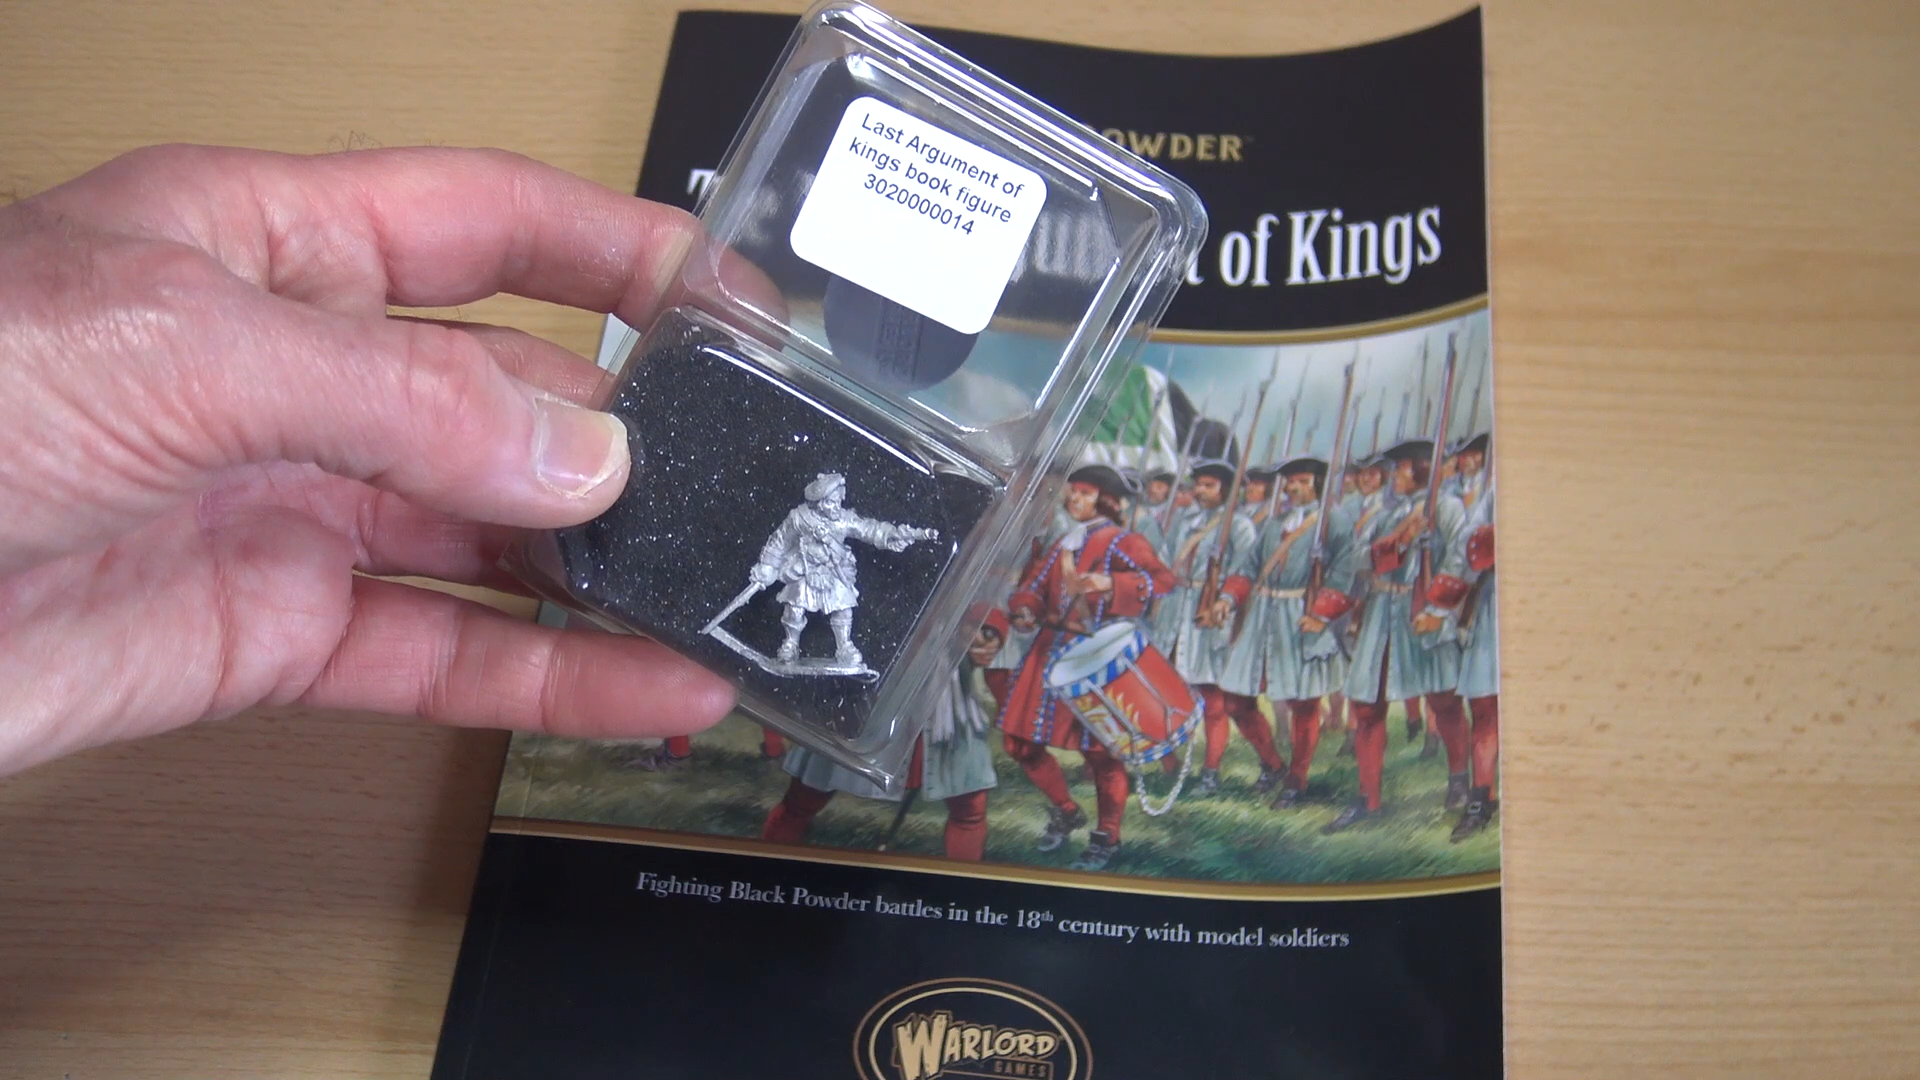 Last Argument of
kings book figure
3020000014
of Kings
Fighting Black Powder battles in the 18th century with model soldiers
WARLORD
GAMES